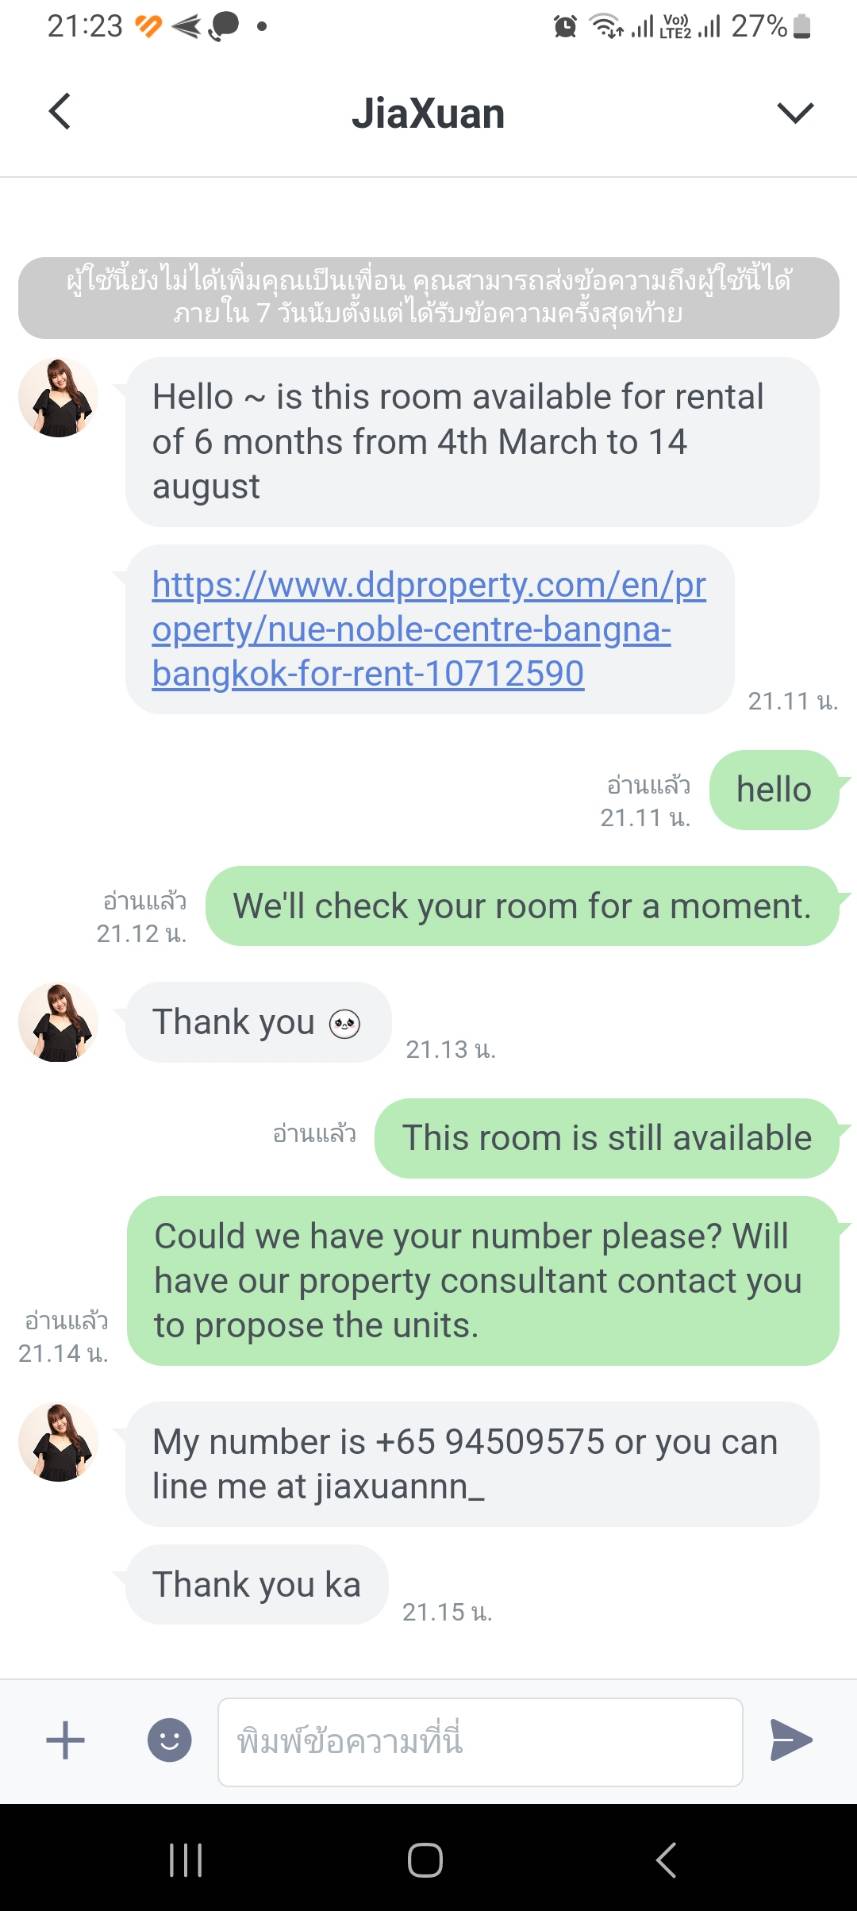 21:23
Vo))
LTE2
27%
JiaXuan
ผู้ใช้นี้ยังไม่ได้เพิ่มคุณเป็นเพื่อน คุณสามารถส่งข้อความถึงผู้ใช้นี้ได้
ภายใน 7 วันนับตั้งแต่ได้รับข้อความครั้งสุดท้าย
Hello ~ is this room available for rental
of 6 months from 4th March to 14
august
https://www.ddproperty.com/en/pr
operty/nue-noble-centre-bangna-
bangkok-for-rent-10712590
21.11 น.
อ่านแล้ว
21.11 น.
hello
อ่านแล้ว
21.12 น.
We'll check your room for a moment.
Thank you
21.13 น.
อ่านแล้ว
This room is still available
Could we have your number please? Will
have our property consultant contact you
to propose the units.
อ่านแล้ว
21.14 น.
My number is +65 94509575 or you can
line me at jiaxuannn_
Thank you ka
21.15 น.
พิมพ์ข้อความที่นี่